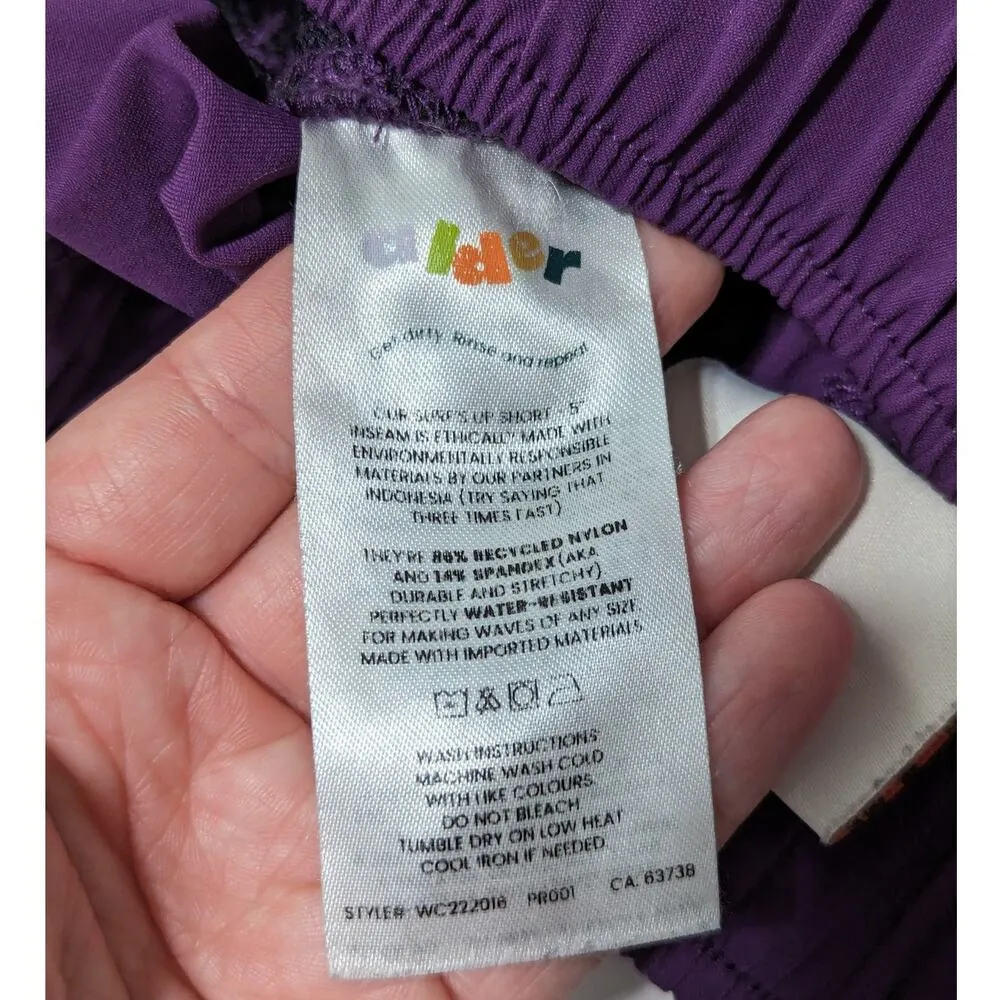 alder
Get dirty. Rinse and repeat
OUR SURF'S UP SHORT - 5"
INSEAM IS ETHICALLY MADE WITH
ENVIRONMENTALLY RESPONSIBLE
MATERIALS BY OUR PARTNERS IN
INDONESIA (TRY SAYING THAT
THREE TIMES FAST)
THEY'RE 86% RECYCLED NYLON
AND 14% SPANDEX (AKA
DURABLE AND STRETCHY)
PERFECTLY WATER-RESISTANT
FOR MAKING WAVES OF ANY SIZE
MADE WITH IMPORTED MATERIALS
WASH INSTRUCTIONS
MACHINE WASH COLD
WITH LIKE COLOURS
DO NOT BLEACH
TUMBLE DRY ON LOW HEAT
COOL IRON IF NEEDED
STYLE#: WC222016 PR001 CA. 63738